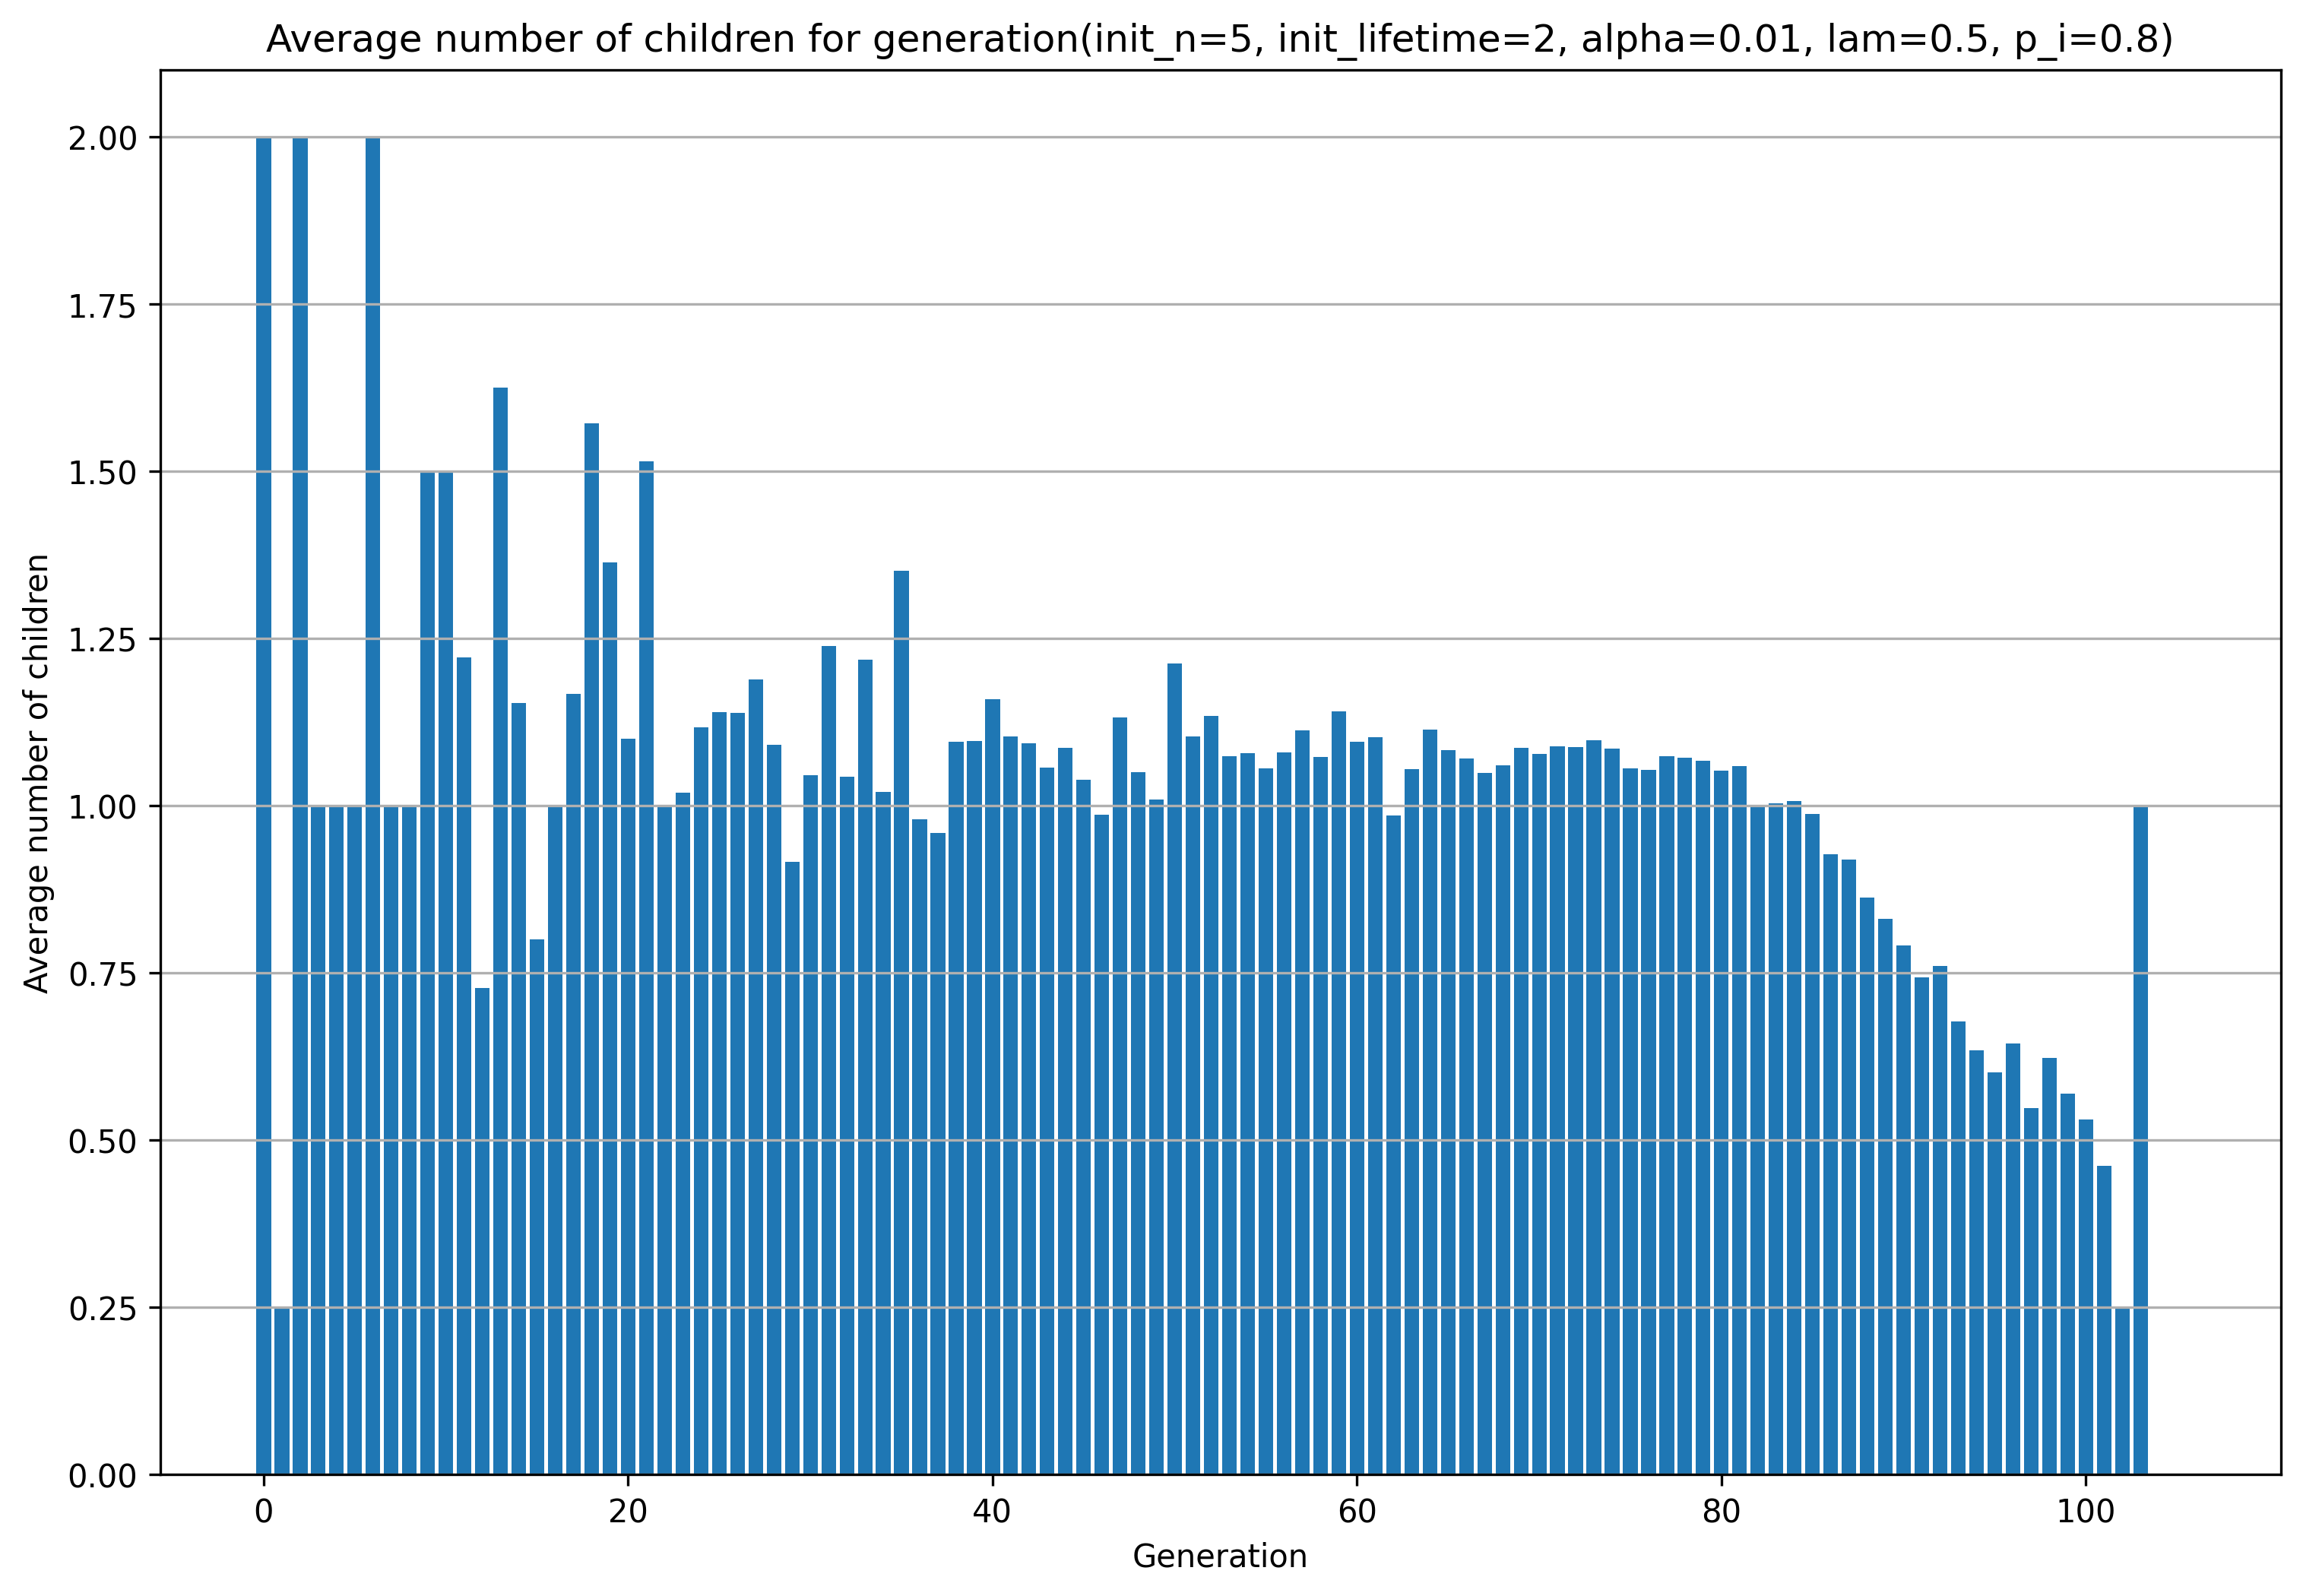 Average number of children for generation(init_n=5, init_lifetime=2, alpha=0.01, lam=0.5, p_i=0.8)
Average number of children
2.00
1.75
1.50
1.25
1.00
0.75
0.50
0.25
0.00
0 20 40 60 80 100
Generation